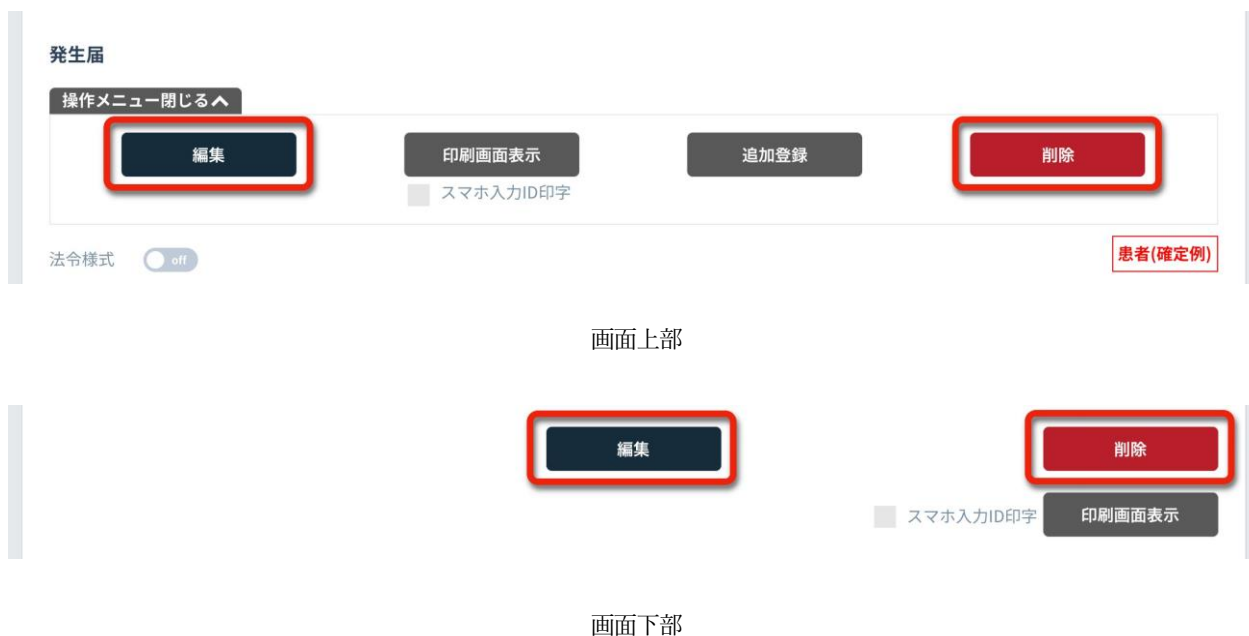 発生届
操作メニュー閉じる
編集 印刷画面表示 追加登録 削除
スマホ入力ID印字
法令様式 off 患者(確定例)
画面上部
編集 削除
スマホ入力ID印字 印刷画面表示
画面下部